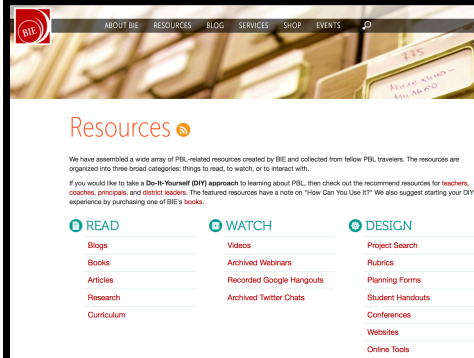 BIE
ABOUT BIE RESOURCES BLOG SERVICES SHOP EVENTS
775
Милехино-
Мильво
Resources
We have assembled a wide array of PBL-related resources created by BIE and collected from fellow PBL travelers. The resources are
organized into three broad categories: things to read, to watch, or to interact with.
If you would like to take a Do-It-Yourself (DIY) approach to learning about PBL, then check out the recommend resources for teachers,
coaches, principals, and district leaders. The featured resources have a note on "How Can You Use It?" We also suggest starting your DIY
experience by purchasing one of BIE's books.
READ
Blogs
Books
Articles
Research
Curriculum
WATCH
Videos
Archived Webinars
Recorded Google Hangouts
Archived Twitter Chats
DESIGN
Project Search
Rubrics
Planning Forms
Student Handouts
Conferences
Websites
Online Tools